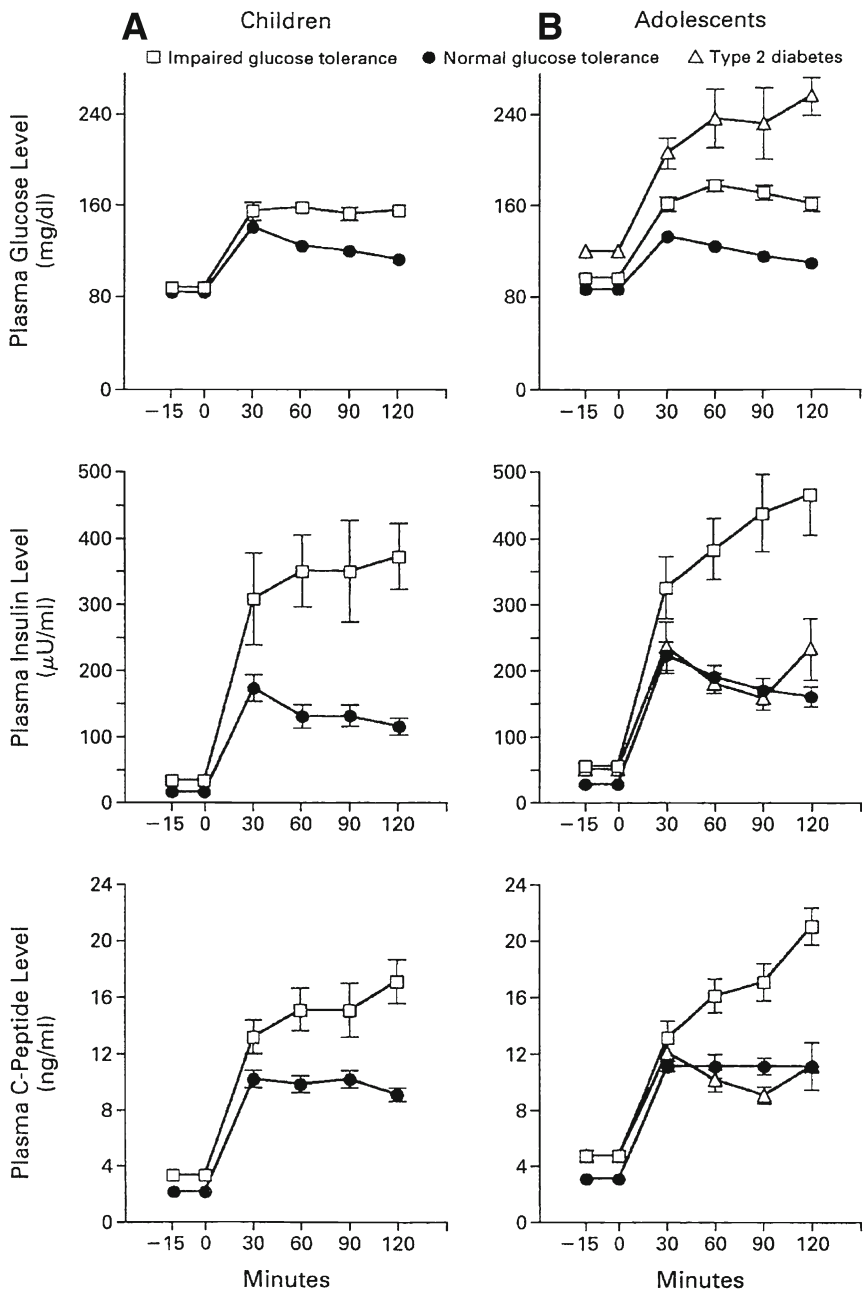 A Children B Adolescents
□ Impaired glucose tolerance ● Normal glucose tolerance △ Type 2 diabetes
Plasma Glucose Level
(mg/dl)
240
160
80
0
−15 0 30 60 90 120
240
160
80
0
−15 0 30 60 90 120
Plasma Insulin Level
(μU/ml)
500
400
300
200
100
0
−15 0 30 60 90 120
500
400
300
200
100
0
−15 0 30 60 90 120
Plasma C-Peptide Level
(ng/ml)
24
20
16
12
8
4
0
−15 0 30 60 90 120
Minutes
24
20
16
12
8
4
0
−15 0 30 60 90 120
Minutes